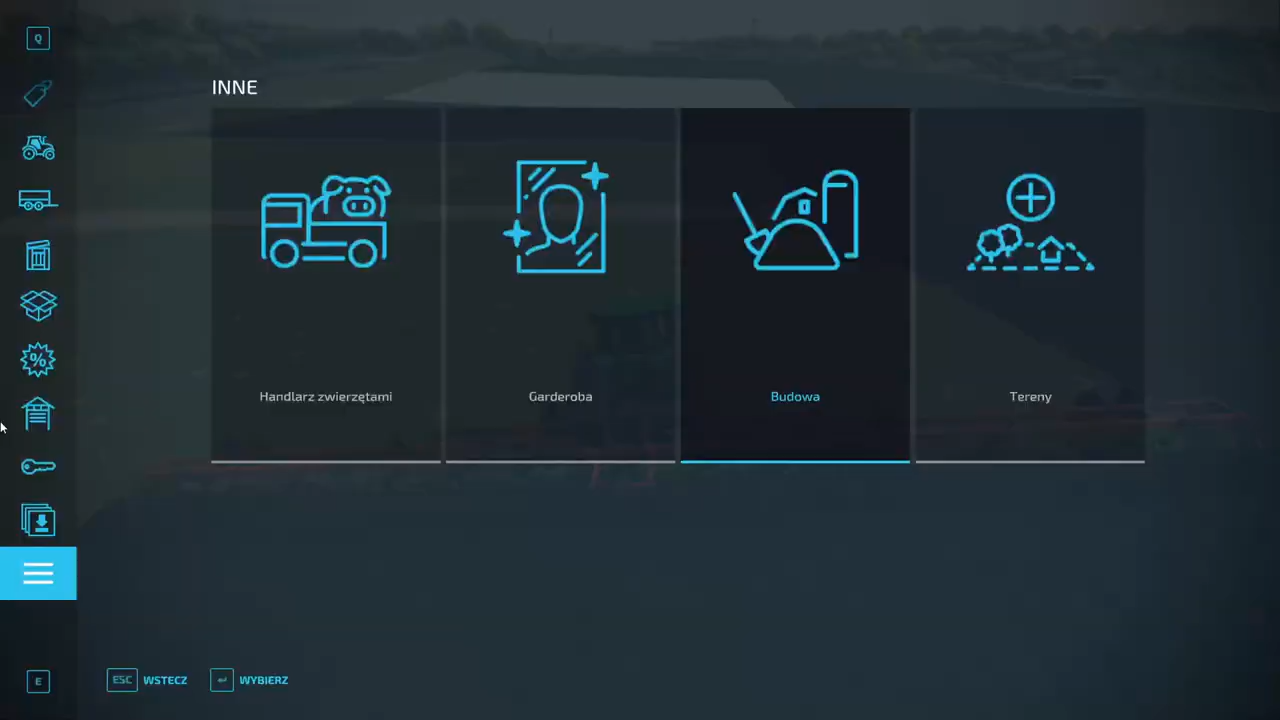 Q
INNE
%
Handlarz zwierzętami
Garderoba
Budowa
Tereny
E
ESC WSTECZ
↵ WYBIERZ